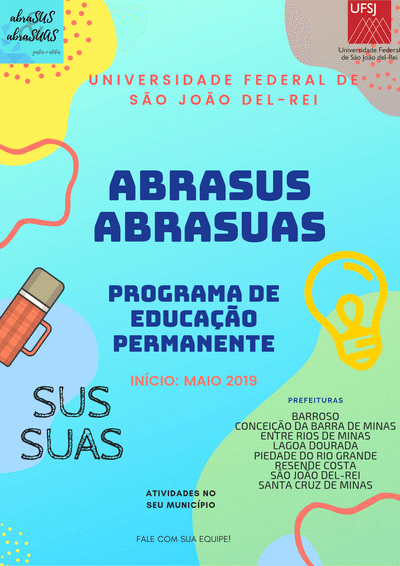 abraSUS
abraSUAS
UFSJ
Universidade Federal
de São João del-Rei
UNIVERSIDADE FEDERAL DE
SÃO JOÃO DEL-REI
ABRASUS
ABRASUAS
PROGRAMA DE
EDUCAÇÃO
PERMANENTE
INÍCIO: MAIO 2019
SUS
SUAS
PREFEITURAS
BARROSO
CONCEIÇÃO DA BARRA DE MINAS
ENTRE RIOS DE MINAS
LAGOA DOURADA
PIEDADE DO RIO GRANDE
RESENDE COSTA
SÃO JOÃO DEL-REI
SANTA CRUZ DE MINAS
ATIVIDADES NO
SEU MUNICÍPIO
FALE COM SUA EQUIPE!